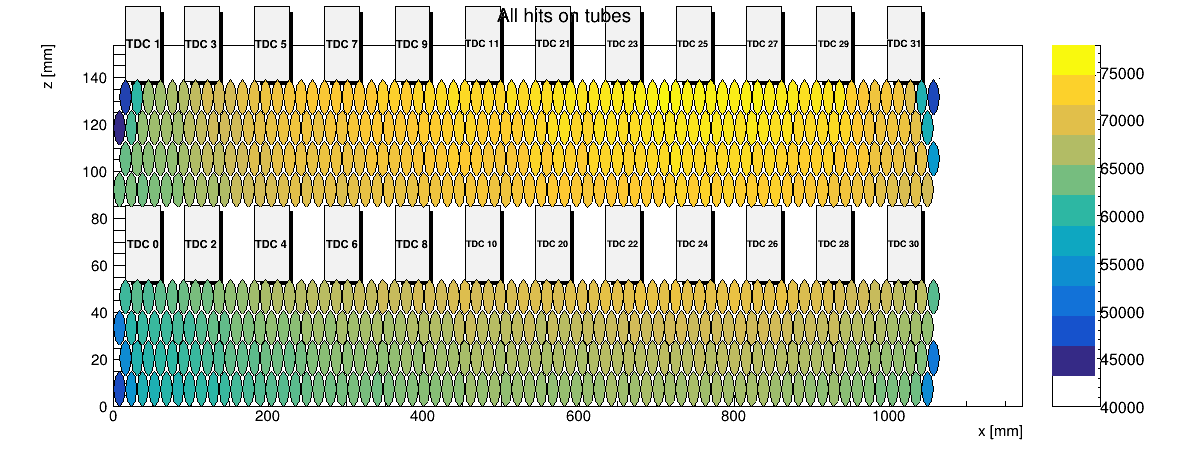 All hits on tubes
z [mm]
TDC 1 TDC 3 TDC 5 TDC 7 TDC 9 TDC 11 TDC 21 TDC 23 TDC 25 TDC 27 TDC 29 TDC 31
140
120
100
80
TDC 0 TDC 2 TDC 4 TDC 6 TDC 8 TDC 10 TDC 20 TDC 22 TDC 24 TDC 26 TDC 28 TDC 30
60
40
20
0
0 200 400 600 800 1000
x [mm]
75000
70000
65000
60000
55000
50000
45000
40000